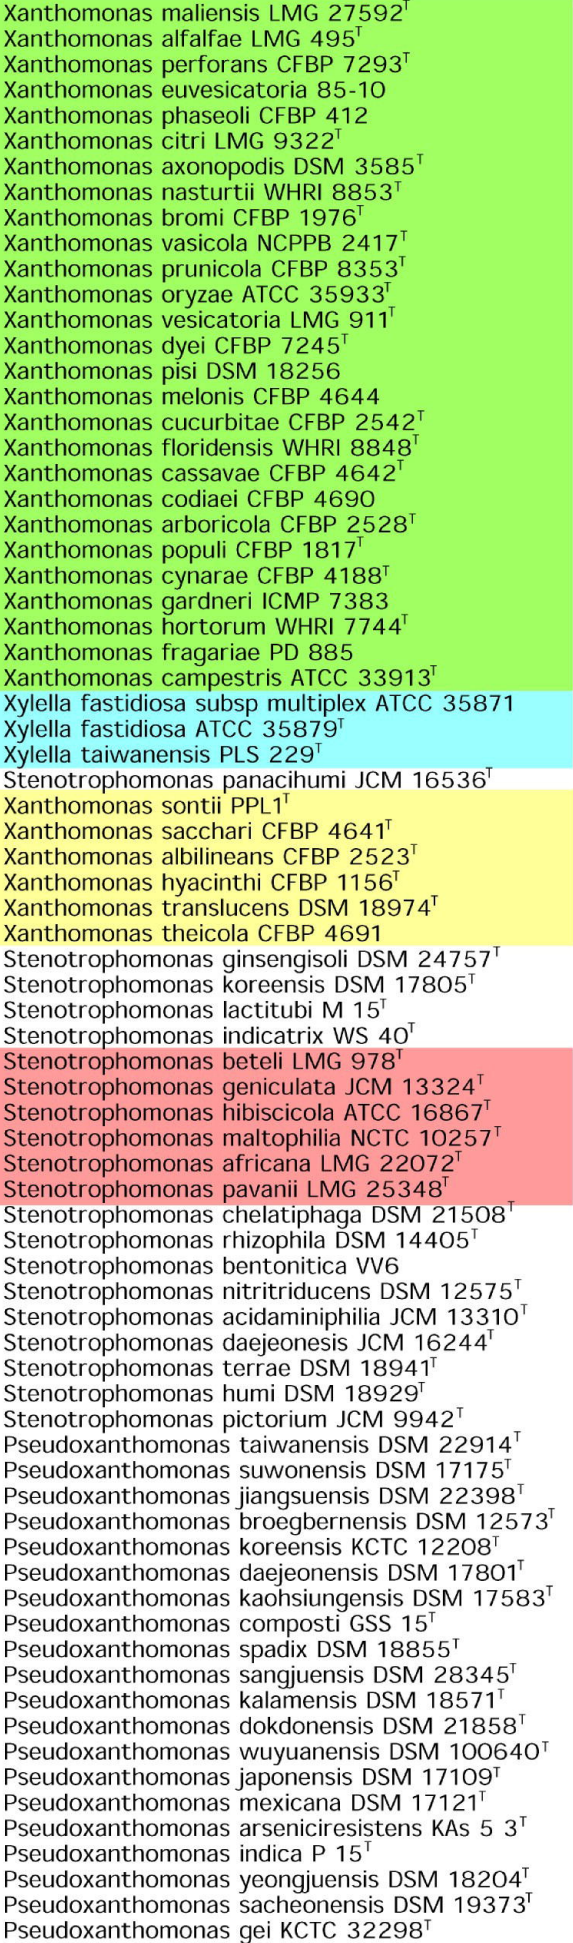 Xanthomonas maliensis LMG 27592ᵀ
Xanthomonas alfalfae LMG 495ᵀ
Xanthomonas perforans CFBP 7293ᵀ
Xanthomonas euvesicatoria 85-10
Xanthomonas phaseoli CFBP 412
Xanthomonas citri LMG 9322ᵀ
Xanthomonas axonopodis DSM 3585ᵀ
Xanthomonas nasturtii WHRI 8853ᵀ
Xanthomonas bromi CFBP 1976ᵀ
Xanthomonas vasicola NCPPB 2417ᵀ
Xanthomonas prunicola CFBP 8353ᵀ
Xanthomonas oryzae ATCC 35933ᵀ
Xanthomonas vesicatoria LMG 911ᵀ
Xanthomonas dyei CFBP 7245ᵀ
Xanthomonas pisi DSM 18256
Xanthomonas melonis CFBP 4644
Xanthomonas cucurbitae CFBP 2542ᵀ
Xanthomonas floridensis WHRI 8848ᵀ
Xanthomonas cassavae CFBP 4642ᵀ
Xanthomonas codiaei CFBP 4690
Xanthomonas arboricola CFBP 2528ᵀ
Xanthomonas populi CFBP 1817ᵀ
Xanthomonas cynarae CFBP 4188ᵀ
Xanthomonas gardneri ICMP 7383
Xanthomonas hortorum WHRI 7744ᵀ
Xanthomonas fragariae PD 885
Xanthomonas campestris ATCC 33913ᵀ
Xylella fastidiosa subsp multiplex ATCC 35871
Xylella fastidiosa ATCC 35879ᵀ
Xylella taiwanensis PLS 229ᵀ
Stenotrophomonas panacihumi JCM 16536ᵀ
Xanthomonas sontii PPL1ᵀ
Xanthomonas sacchari CFBP 4641ᵀ
Xanthomonas albilineans CFBP 2523ᵀ
Xanthomonas hyacinthi CFBP 1156ᵀ
Xanthomonas translucens DSM 18974ᵀ
Xanthomonas theicola CFBP 4691
Stenotrophomonas ginsengisoli DSM 24757ᵀ
Stenotrophomonas koreensis DSM 17805ᵀ
Stenotrophomonas lactitubi M 15ᵀ
Stenotrophomonas indicatrix WS 40ᵀ
Stenotrophomonas beteli LMG 978ᵀ
Stenotrophomonas geniculata JCM 13324ᵀ
Stenotrophomonas hibiscicola ATCC 16867ᵀ
Stenotrophomonas maltophilia NCTC 10257ᵀ
Stenotrophomonas africana LMG 22072ᵀ
Stenotrophomonas pavanii LMG 25348ᵀ
Stenotrophomonas chelatiphaga DSM 21508ᵀ
Stenotrophomonas rhizophila DSM 14405ᵀ
Stenotrophomonas bentonitica VV6
Stenotrophomonas nitritriducens DSM 12575ᵀ
Stenotrophomonas acidaminiphilia JCM 13310ᵀ
Stenotrophomonas daejeonesis JCM 16244ᵀ
Stenotrophomonas terrae DSM 18941ᵀ
Stenotrophomonas humi DSM 18929ᵀ
Stenotrophomonas pictorium JCM 9942ᵀ
Pseudoxanthomonas taiwanensis DSM 22914ᵀ
Pseudoxanthomonas suwonensis DSM 17175ᵀ
Pseudoxanthomonas jiangsuensis DSM 22398ᵀ
Pseudoxanthomonas broegbernensis DSM 12573ᵀ
Pseudoxanthomonas koreensis KCTC 12208ᵀ
Pseudoxanthomonas daejeonensis DSM 17801ᵀ
Pseudoxanthomonas kaohsiungensis DSM 17583ᵀ
Pseudoxanthomonas composti GSS 15ᵀ
Pseudoxanthomonas spadix DSM 18855ᵀ
Pseudoxanthomonas sangjuensis DSM 28345ᵀ
Pseudoxanthomonas kalamensis DSM 18571ᵀ
Pseudoxanthomonas dokdonensis DSM 21858ᵀ
Pseudoxanthomonas wuyuanensis DSM 100640ᵀ
Pseudoxanthomonas japonensis DSM 17109ᵀ
Pseudoxanthomonas mexicana DSM 17121ᵀ
Pseudoxanthomonas arseniciresistens KAs 5 3ᵀ
Pseudoxanthomonas indica P 15ᵀ
Pseudoxanthomonas yeongjuensis DSM 18204ᵀ
Pseudoxanthomonas sacheonensis DSM 19373ᵀ
Pseudoxanthomonas gei KCTC 32298ᵀ